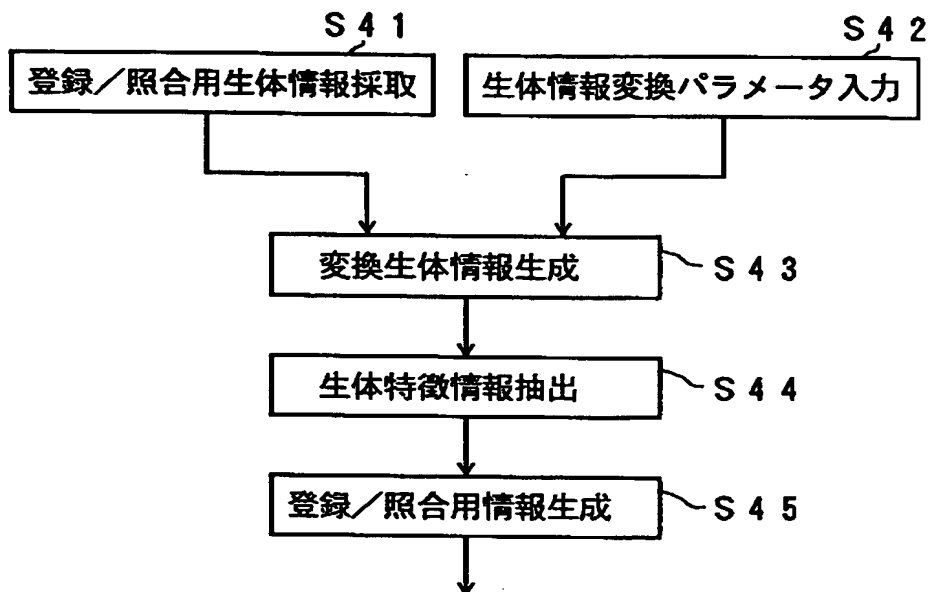 S41
S42
登録／照合用生体情報採取
生体情報変換パラメータ入力
変換生体情報生成
S43
生体特徴情報抽出
S44
登録／照合用情報生成
S45